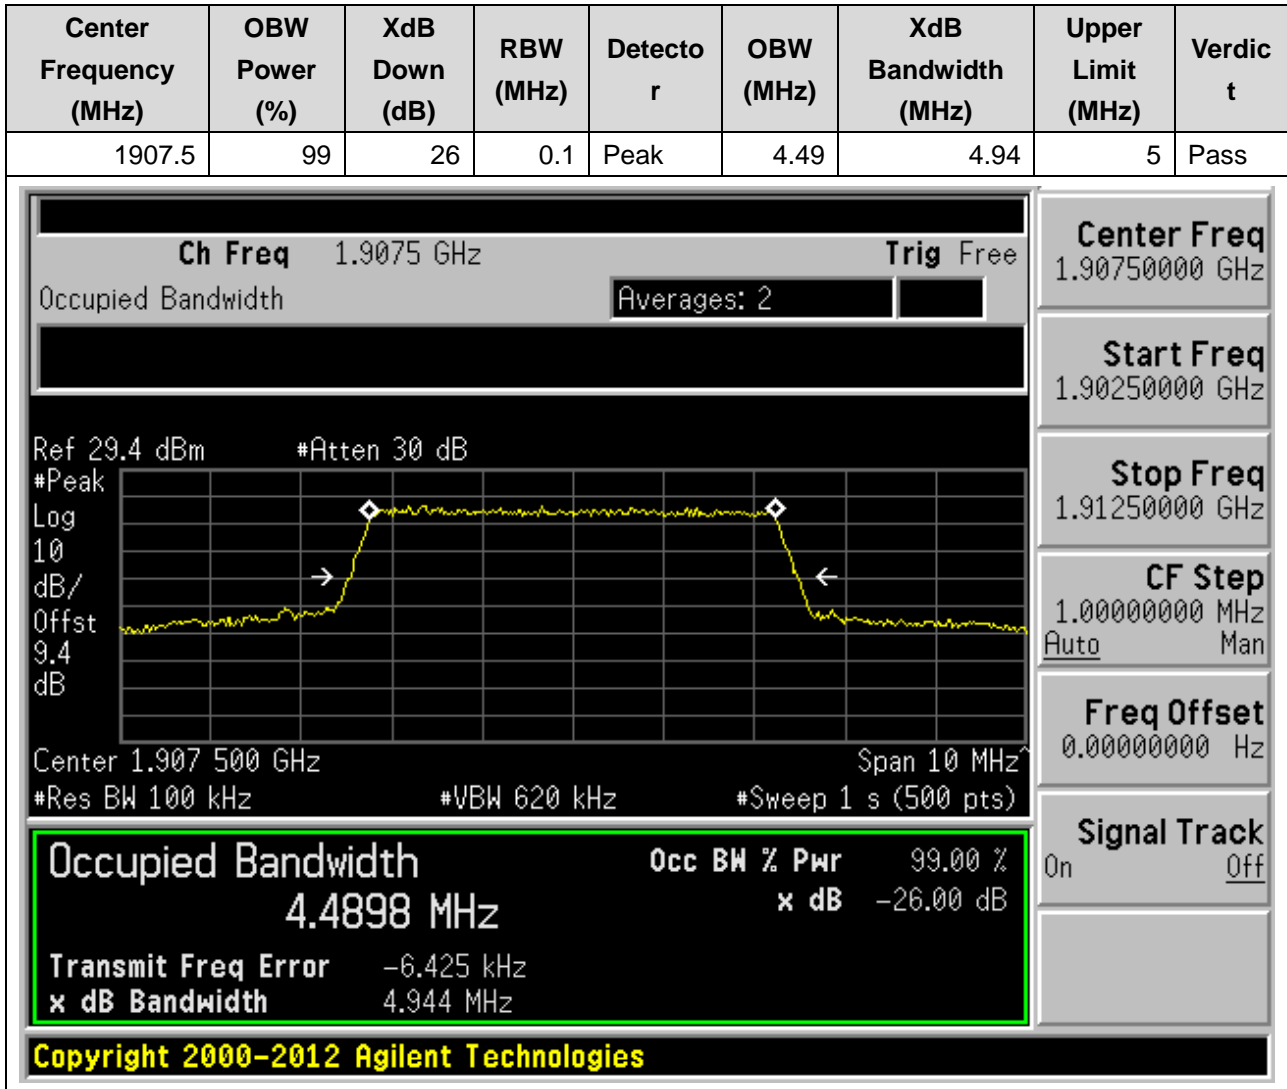 Center Frequency (MHz) OBW Power (%) XdB Down (dB) RBW (MHz) Detecto r OBW (MHz) XdB Bandwidth (MHz) Upper Limit (MHz) Verdic t
1907.5 99 26 0.1 Peak 4.49 4.94 5 Pass
Ch Freq 1.9075 GHz Trig Free
Occupied Bandwidth Averages: 2
Ref 29.4 dBm #Atten 30 dB
#Peak
Log
10
dB/
Offst
9.4
dB
Center 1.907 500 GHz Span 10 MHz^
#Res BW 100 kHz #VBW 620 kHz #Sweep 1 s (500 pts)
Occupied Bandwidth Occ BW % Pwr 99.00 %
4.4898 MHz x dB -26.00 dB
Transmit Freq Error -6.425 kHz
x dB Bandwidth 4.944 MHz
Copyright 2000-2012 Agilent Technologies
Center Freq
1.90750000 GHz
Start Freq
1.90250000 GHz
Stop Freq
1.91250000 GHz
CF Step
1.00000000 MHz
Auto Man
Freq Offset
0.00000000 Hz
Signal Track
On Off